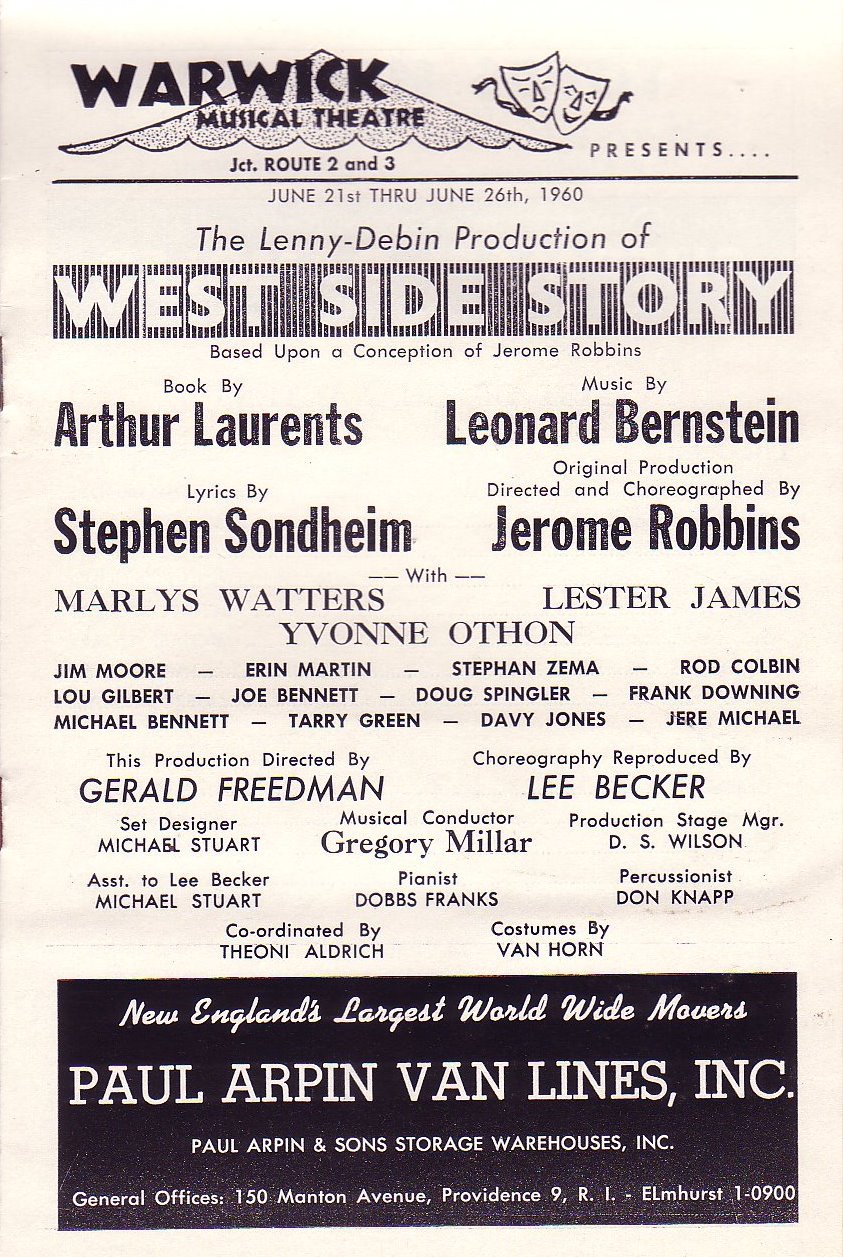 WARWICK
MUSICAL THEATRE
Jct. ROUTE 2 and 3
PRESENTS....
JUNE 21st THRU JUNE 26th, 1960
The Lenny-Debin Production of
WEST SIDE STORY
Based Upon a Conception of Jerome Robbins
Book By
Arthur Laurents
Music By
Leonard Bernstein
Lyrics By
Stephen Sondheim
Original Production
Directed and Choreographed By
Jerome Robbins
— With —
MARLYS WATTERS LESTER JAMES
YVONNE OTHON
JIM MOORE — ERIN MARTIN — STEPHAN ZEMA — ROD COLBIN
LOU GILBERT — JOE BENNETT — DOUG SPINGLER — FRANK DOWNING
MICHAEL BENNETT — TARRY GREEN — DAVY JONES — JERE MICHAEL
This Production Directed By
GERALD FREEDMAN
Choreography Reproduced By
LEE BECKER
Set Designer
MICHAEL STUART
Musical Conductor
Gregory Millar
Production Stage Mgr.
D. S. WILSON
Asst. to Lee Becker
MICHAEL STUART
Pianist
DOBBS FRANKS
Percussionist
DON KNAPP
Co-ordinated By
THEONI ALDRICH
Costumes By
VAN HORN
New England's Largest World Wide Movers
PAUL ARPIN VAN LINES, INC.
PAUL ARPIN & SONS STORAGE WAREHOUSES, INC.
General Offices: 150 Manton Avenue, Providence 9, R. I. - ELmhurst 1-0900